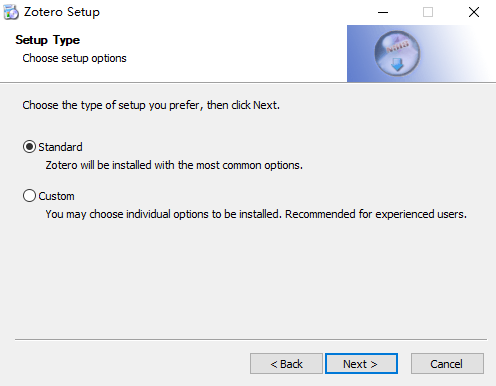 Zotero Setup
Setup Type
Choose setup options
Choose the type of setup you prefer, then click Next.
Standard
Zotero will be installed with the most common options.
Custom
You may choose individual options to be installed. Recommended for experienced users.
< Back
Next >
Cancel